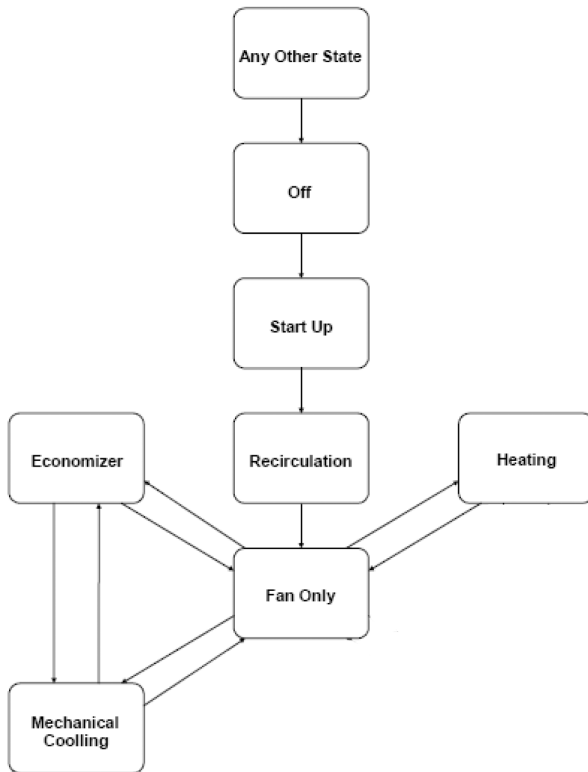 Any Other State
Off
Start Up
Economizer
Recirculation
Heating
Fan Only
Mechanical
Coolling